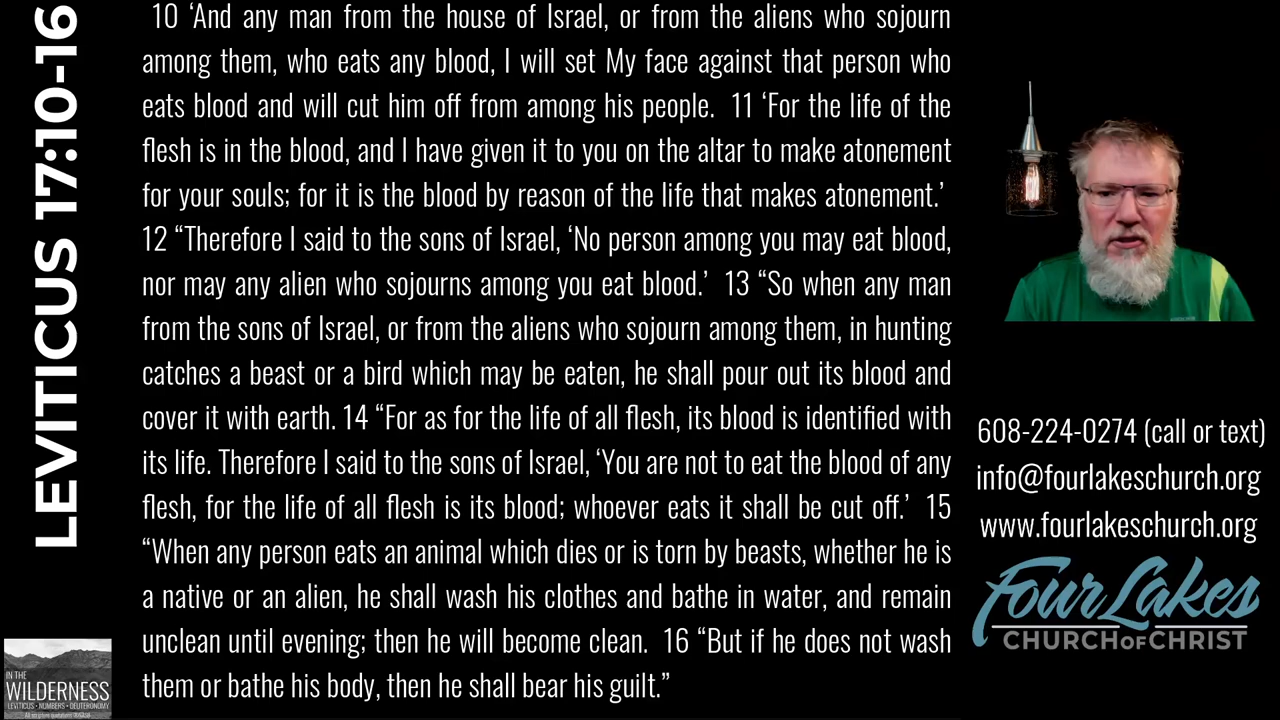 LEVITICUS 17:10-16
10 ‘And any man from the house of Israel, or from the aliens who sojourn
among them, who eats any blood, I will set My face against that person who
eats blood and will cut him off from among his people. 11 ‘For the life of the
flesh is in the blood, and I have given it to you on the altar to make atonement
for your souls; for it is the blood by reason of the life that makes atonement.’
12 “Therefore I said to the sons of Israel, ‘No person among you may eat blood,
nor may any alien who sojourns among you eat blood.’ 13 “So when any man
from the sons of Israel, or from the aliens who sojourn among them, in hunting
catches a beast or a bird which may be eaten, he shall pour out its blood and
cover it with earth. 14 “For as for the life of all flesh, its blood is identified with
its life. Therefore I said to the sons of Israel, ‘You are not to eat the blood of any
flesh, for the life of all flesh is its blood; whoever eats it shall be cut off.’ 15
“When any person eats an animal which dies or is torn by beasts, whether he is
a native or an alien, he shall wash his clothes and bathe in water, and remain
unclean until evening; then he will become clean. 16 “But if he does not wash
them or bathe his body, then he shall bear his guilt.”
608-224-0274 (call or text)
info@fourlakeschurch.org
www.fourlakeschurch.org
Four Lakes
CHURCH OF CHRIST
IN THE
WILDERNESS
LEVITICUS • NUMBERS • DEUTERONOMY